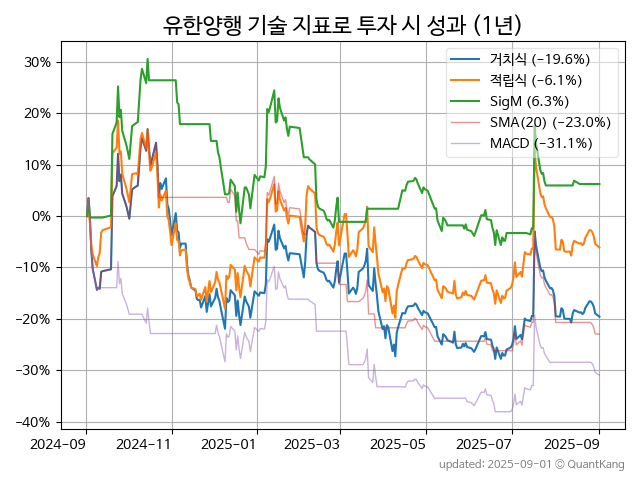 유한양행 기술 지표로 투자 시 성과 (1년)
거치식 (−19.6%)
적립식 (−6.1%)
SigM (6.3%)
SMA(20) (−23.0%)
MACD (−31.1%)
30%
20%
10%
0%
−10%
−20%
−30%
−40%
2024-09 2024-11 2025-01 2025-03 2025-05 2025-07 2025-09
updated: 2025-09-01 © QuantKang